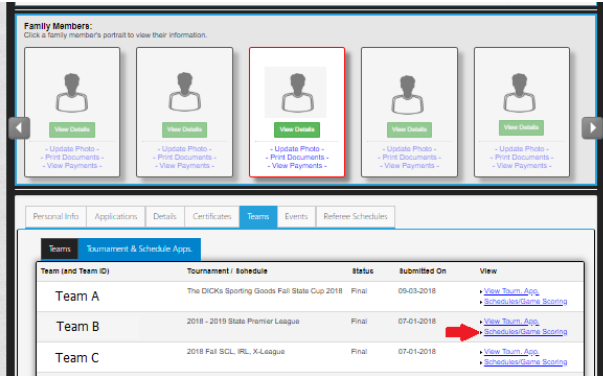 Family Members:
Click a family member's portrait to view their information.
View Details View Details View Details View Details View Details
- Update Photo - - Update Photo - - Update Photo - - Update Photo - - Update Photo -
- Print Documents - - Print Documents - - Print Documents - - Print Documents - - Print Documents -
- View Payments - - View Payments - - View Payments - - View Payments - - View Payments -
Personal Info Applications Details Certificates Teams Events Referee Schedules
Teams Tournament & Schedule Apps.
Team (and Team ID) Tournament / Schedule Status Submitted On View
Team A The DICKs Sporting Goods Fall State Cup 2018 Final 09-03-2018 View Tourn. App.
Schedules/Game Scoring
Team B 2018 - 2019 State Premier League Final 07-01-2018 View Tourn. App.
Schedules/Game Scoring
Team C 2018 Fall SCL, IRL, X-League Final 07-01-2018 View Tourn. App.
Schedules/Game Scoring